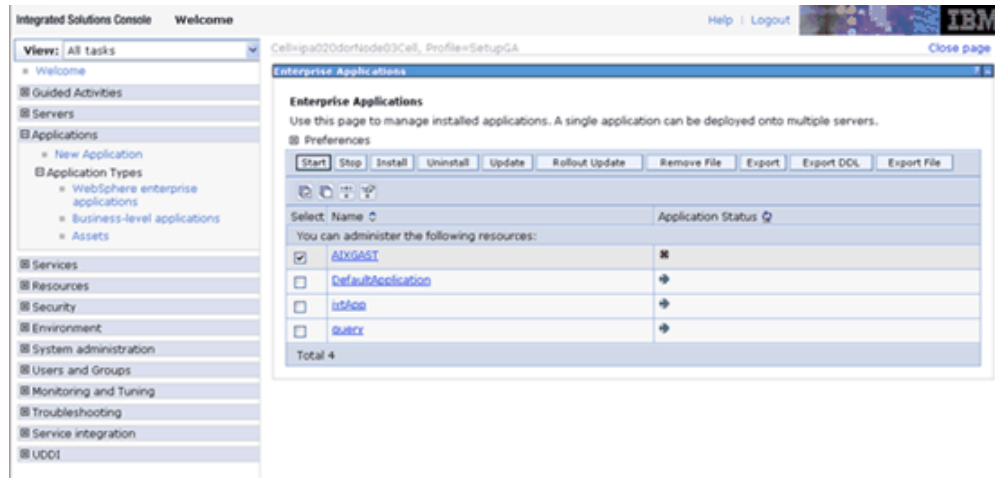 Integrated Solutions Console Welcome Help | Logout IBM
View: All tasks
Cell=ipa020dorNode03Cell, Profile=SetupGA Close page
Welcome
Guided Activities
Servers
Applications
New Application
Application Types
WebSphere enterprise
applications
Business-level applications
Assets
Services
Resources
Security
Environment
System administration
Users and Groups
Monitoring and Tuning
Troubleshooting
Service integration
UDDI
Enterprise Applications ? -
Enterprise Applications
Use this page to manage installed applications. A single application can be deployed onto multiple servers.
Preferences
Start Stop Install Uninstall Update Rollout Update Remove File Export Export DDL Export File
Select Name Application Status
You can administer the following resources:
AIXGAST
DefaultApplication
ivtApp
query
Total 4